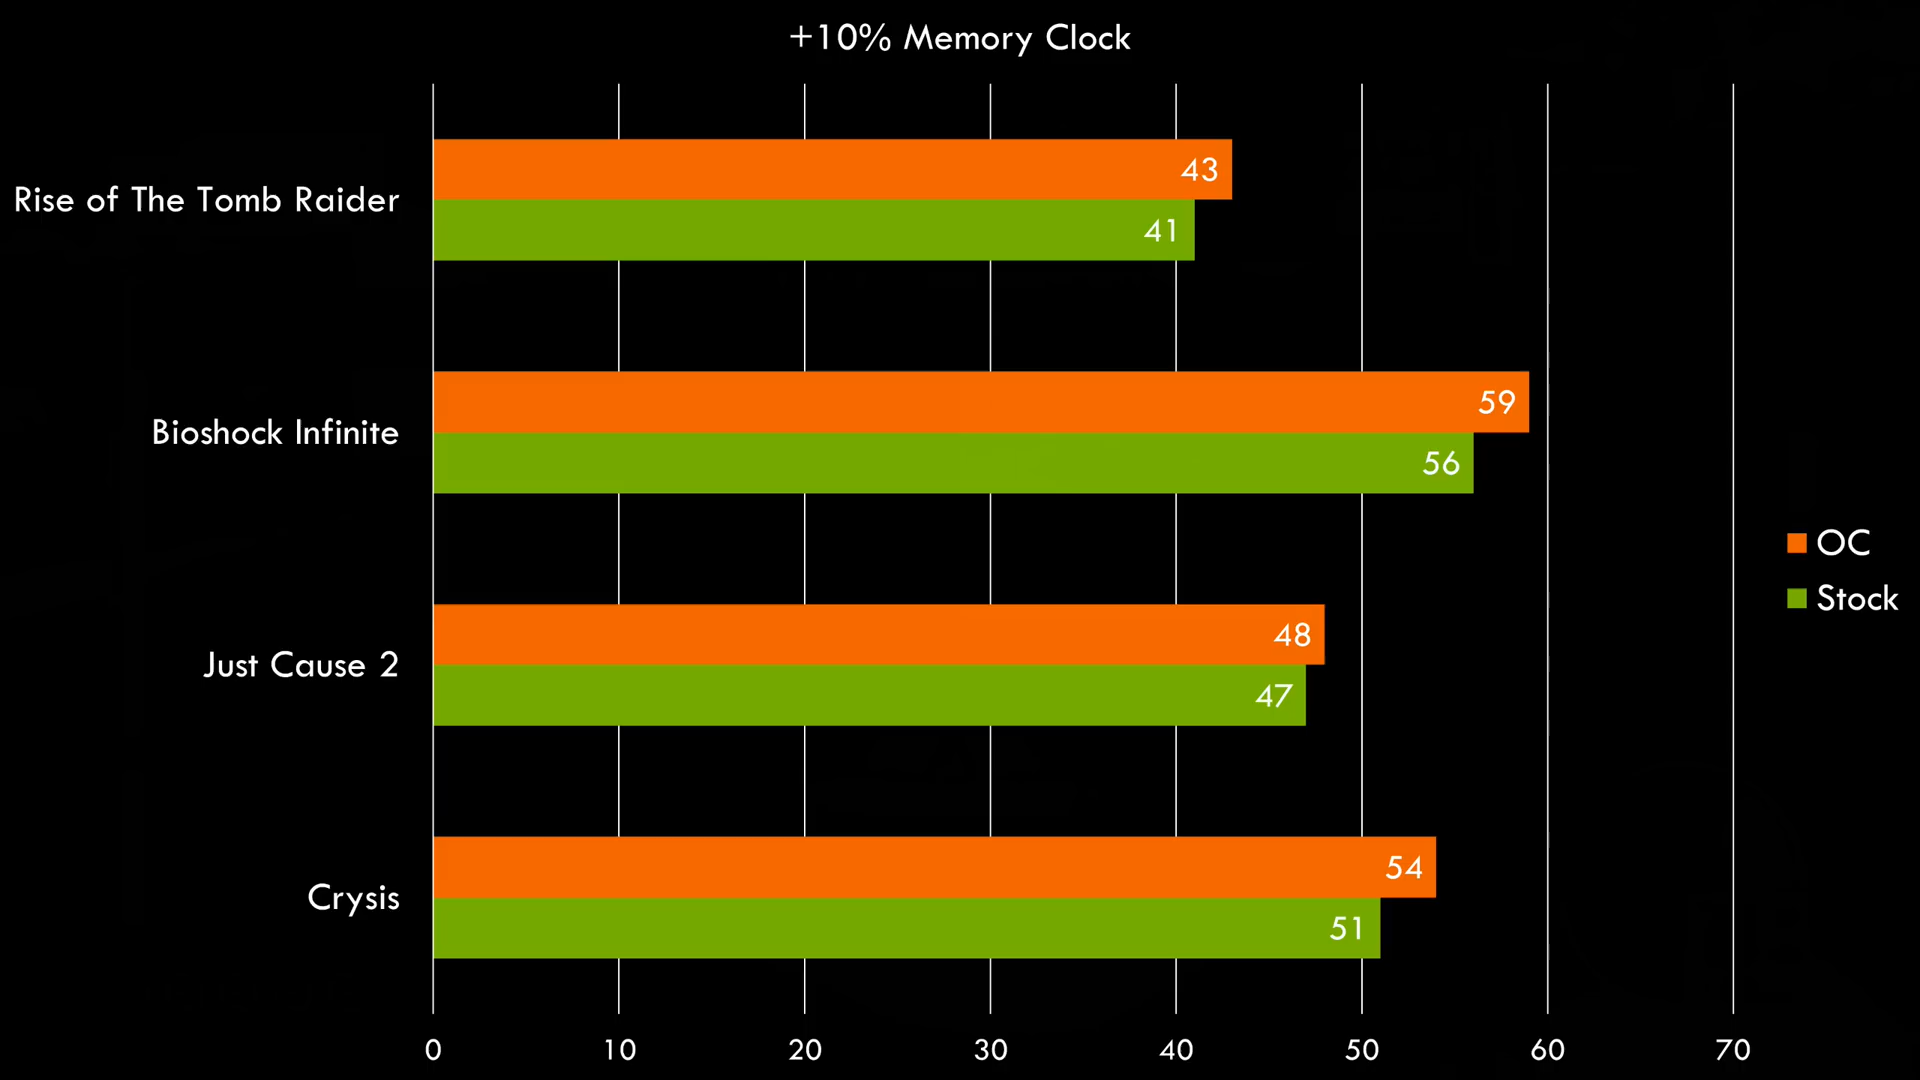 +10% Memory Clock
Rise of The Tomb Raider
43
41
Bioshock Infinite
59
56
Just Cause 2
48
47
Crysis
54
51
OC
Stock
0 10 20 30 40 50 60 70